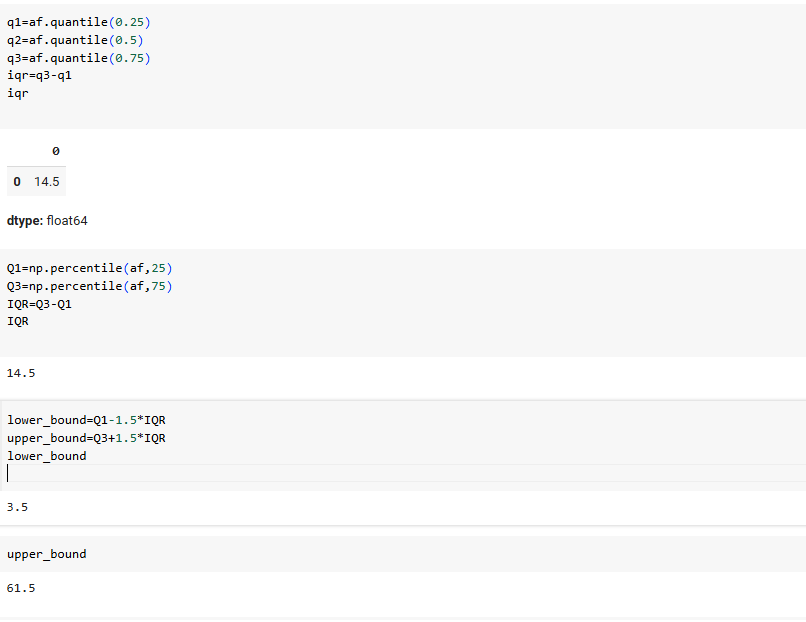 q1=af.quantile(0.25)
q2=af.quantile(0.5)
q3=af.quantile(0.75)
iqr=q3-q1
iqr
0
0 14.5
dtype: float64
Q1=np.percentile(af,25)
Q3=np.percentile(af,75)
IQR=Q3-Q1
IQR
14.5
lower_bound=Q1-1.5*IQR
upper_bound=Q3+1.5*IQR
lower_bound
3.5
upper_bound
61.5